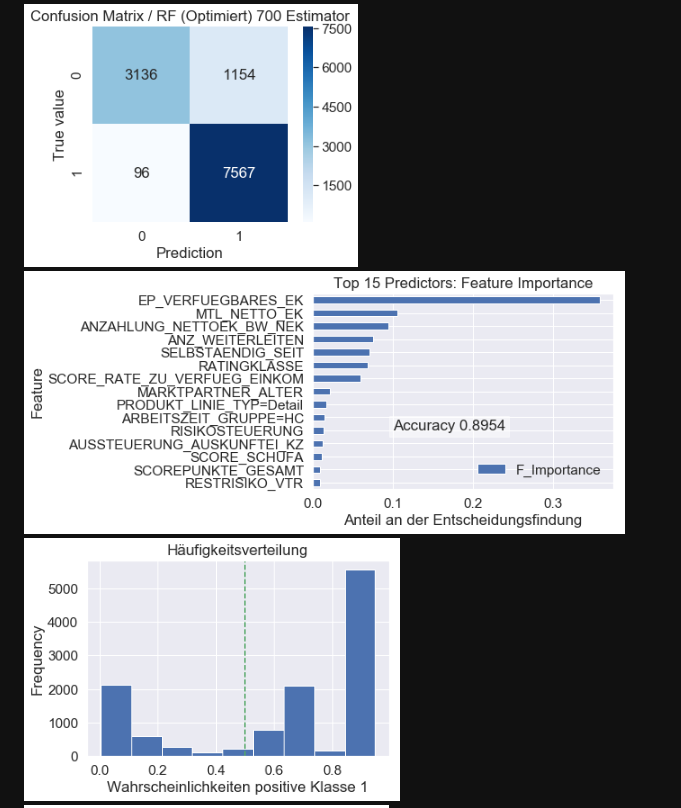 Confusion Matrix / RF (Optimiert) 700 Estimator
True value
0
1
3136
1154
96
7567
0
1
Prediction
7500
6000
4500
3000
1500
Top 15 Predictors: Feature Importance
Feature
EP_VERFUEGBARES_EK
MTL_NETTO_EK
ANZAHLUNG_NETTOEK_BW_NEK
ANZ_WEITERLEITEN
SELBSTAENDIG_SEIT
RATINGKLASSE
SCORE_RATE_ZU_VERFUEG_EINKOM
MARKTPARTNER_ALTER
PRODUKT_LINIE_TYP=Detail
ARBEITSZEIT_GRUPPE=HC
RISIKOSTEUERUNG
AUSSTEUERUNG_AUSKUNFTEI_KZ
SCORE_SCHUFA
SCOREPUNKTE_GESAMT
RESTRISIKO_VTR
Accuracy 0.8954
F_Importance
0.0 0.1 0.2 0.3
Anteil an der Entscheidungsfindung
Häufigkeitsverteilung
Frequency
5000
4000
3000
2000
1000
0
0.0 0.2 0.4 0.6 0.8
Wahrscheinlichkeiten positive Klasse 1